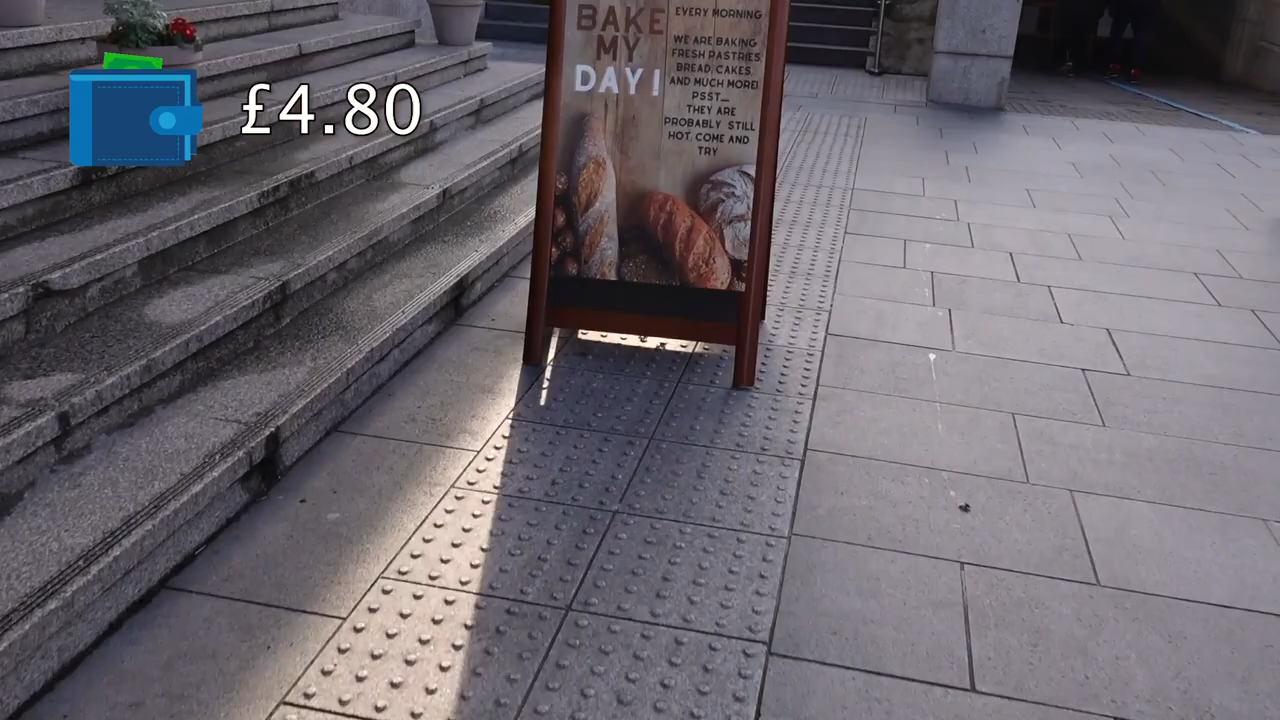 £4.80
BAKE
MY
DAY!
EVERY MORNING
WE ARE BAKING
FRESH PASTRIES,
BREAD, CAKES,
AND MUCH MORE!
PSST...
THEY ARE
PROBABLY STILL
HOT, COME AND
TRY